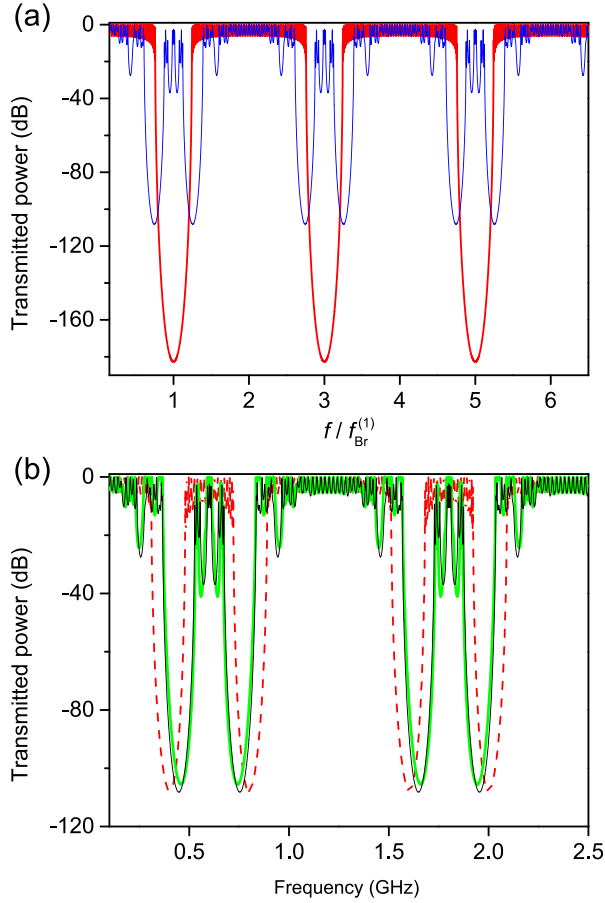 (a)
Transmitted power (dB)
0
-40
-80
-120
-160
1 2 3 4 5 6
f / f_Br^(1)
(b)
Transmitted power (dB)
0
-40
-80
-120
0.5 1.0 1.5 2.0 2.5
Frequency (GHz)